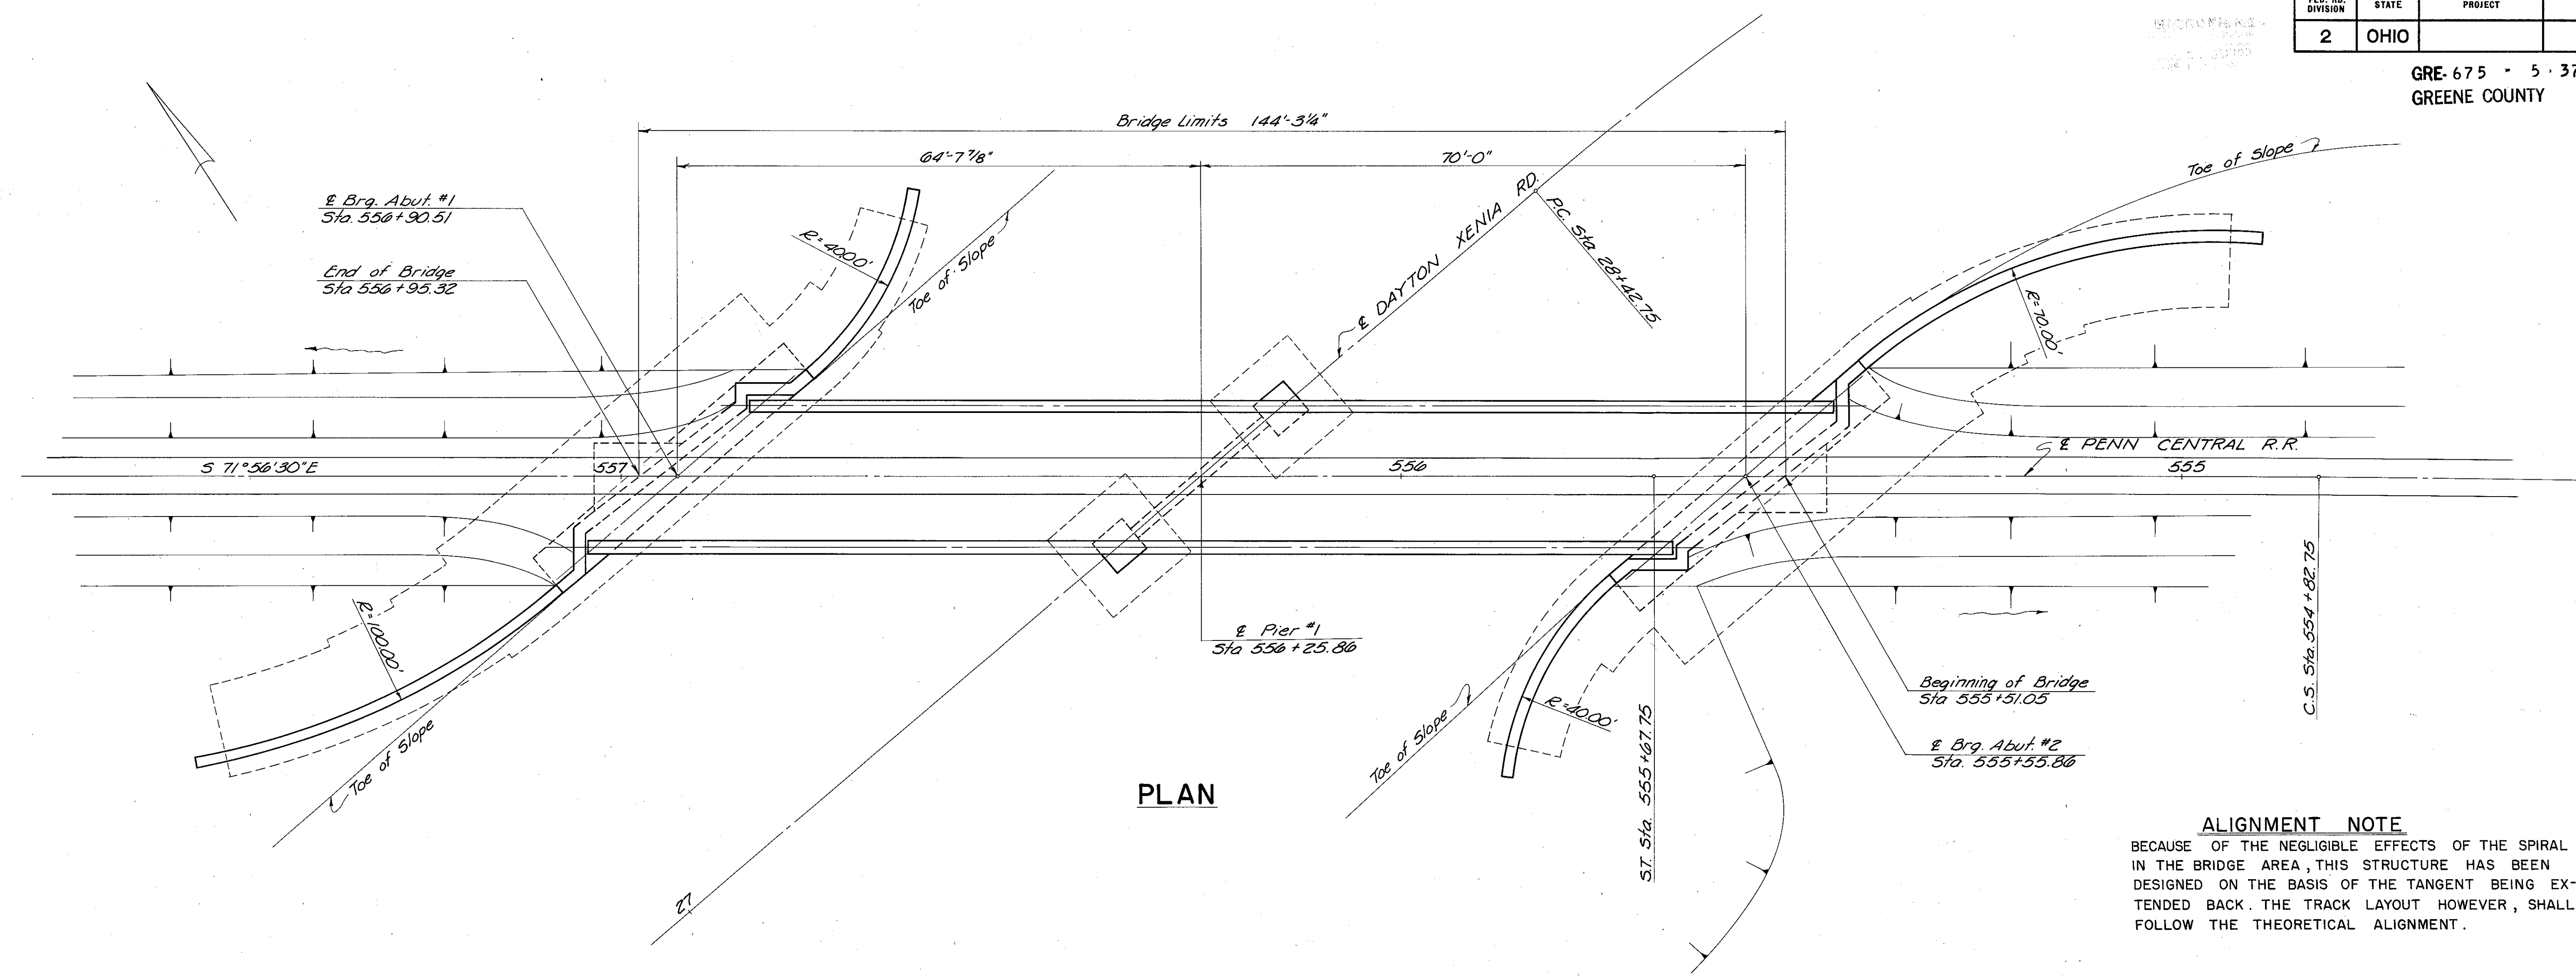 FED. RD.
DIVISION
STATE
PROJECT
2
OHIO
GRE-675 - 5.37
GREENE COUNTY
Bridge Limits 144'-3¼"
64'-7⅞"
70'-0"
Toe of Slope
℄ Brg. Abut. #1
Sta. 556+90.51
End of Bridge
Sta 556+95.32
R=40.00'
Toe of Slope
℄ DAYTON XENIA RD.
P.C. Sta 28+42.75
R=70.00'
S 71°56'30"E
557
556
℄ PENN CENTRAL R.R.
555
R=100.00'
Toe of Slope
℄ Pier #1
Sta 556+25.86
Toe of Slope
R=40.00'
S.T. Sta. 555+67.75
C.S. Sta. 554+82.75
Beginning of Bridge
Sta 555+51.05
℄ Brg. Abut. #2
Sta. 555+55.86
27
PLAN
ALIGNMENT NOTE
BECAUSE OF THE NEGLIGIBLE EFFECTS OF THE SPIRAL
IN THE BRIDGE AREA, THIS STRUCTURE HAS BEEN
DESIGNED ON THE BASIS OF THE TANGENT BEING EX-
TENDED BACK. THE TRACK LAYOUT HOWEVER, SHALL
FOLLOW THE THEORETICAL ALIGNMENT.